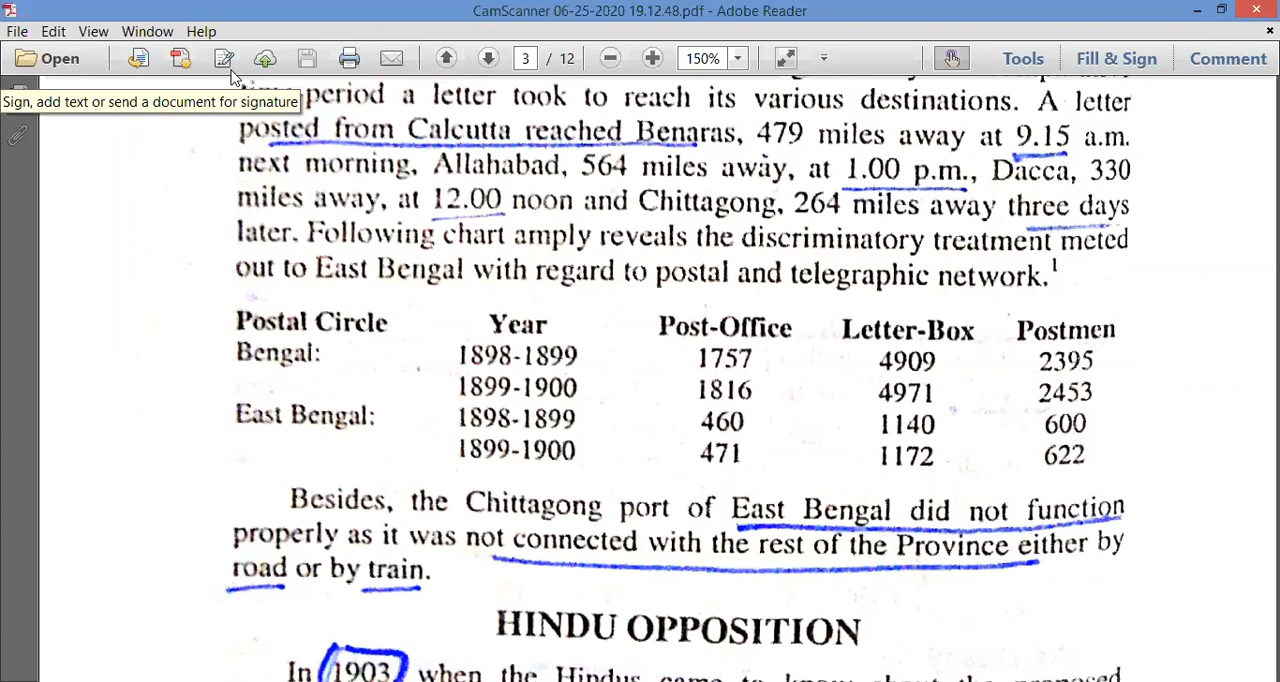 CamScanner 06-25-2020 19.12.48.pdf - Adobe Reader
File Edit View Window Help
Open 3 / 12 150% Tools Fill & Sign Comment
Sign, add text or send a document for signature
time period a letter took to reach its various destinations. A letter
posted from Calcutta reached Benaras, 479 miles away at 9.15 a.m.
next morning, Allahabad, 564 miles away, at 1.00 p.m., Dacca, 330
miles away, at 12.00 noon and Chittagong, 264 miles away three days
later. Following chart amply reveals the discriminatory treatment meted
out to East Bengal with regard to postal and telegraphic network.1
Postal Circle Year Post-Office Letter-Box Postmen
Bengal: 1898-1899 1757 4909 2395
1899-1900 1816 4971 2453
East Bengal: 1898-1899 460 1140 600
1899-1900 471 1172 622
Besides, the Chittagong port of East Bengal did not function
properly as it was not connected with the rest of the Province either by
road or by train.
HINDU OPPOSITION
In 1903 when the Hindus came to know about the proposed